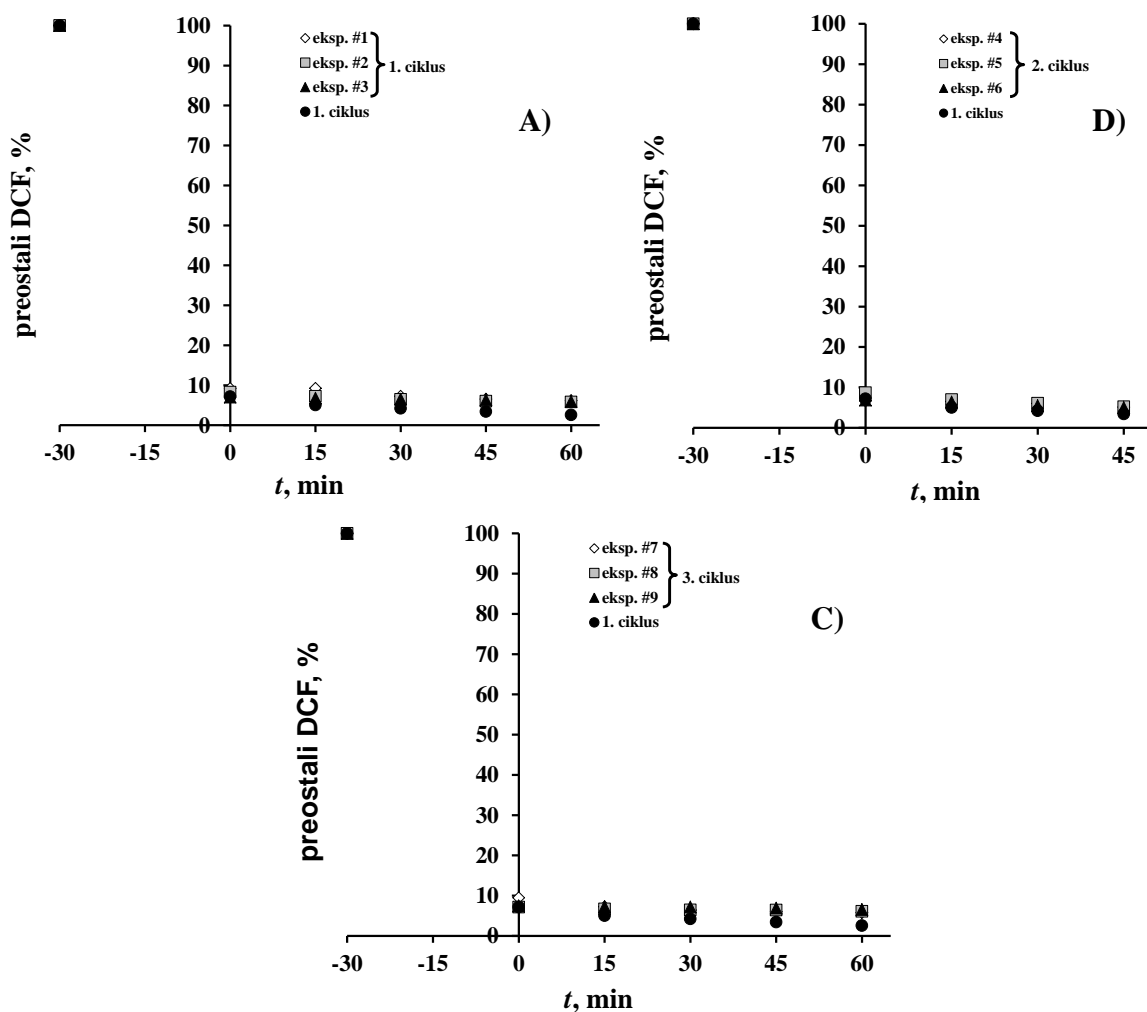 100
90
80
70
60
50
40
30
20
10
0
-30 -15 0 15 30 45 60
t, min
preostali DCF, %
eksp. #1
eksp. #2
eksp. #3
1. ciklus
1. ciklus
A)
100
90
80
70
60
50
40
30
20
10
0
-30 -15 0 15 30 45
t, min
preostali DCF, %
eksp. #4
eksp. #5
eksp. #6
2. ciklus
1. ciklus
D)
100
90
80
70
60
50
40
30
20
10
0
-30 -15 0 15 30 45 60
t, min
preostali DCF, %
eksp. #7
eksp. #8
eksp. #9
3. ciklus
1. ciklus
C)